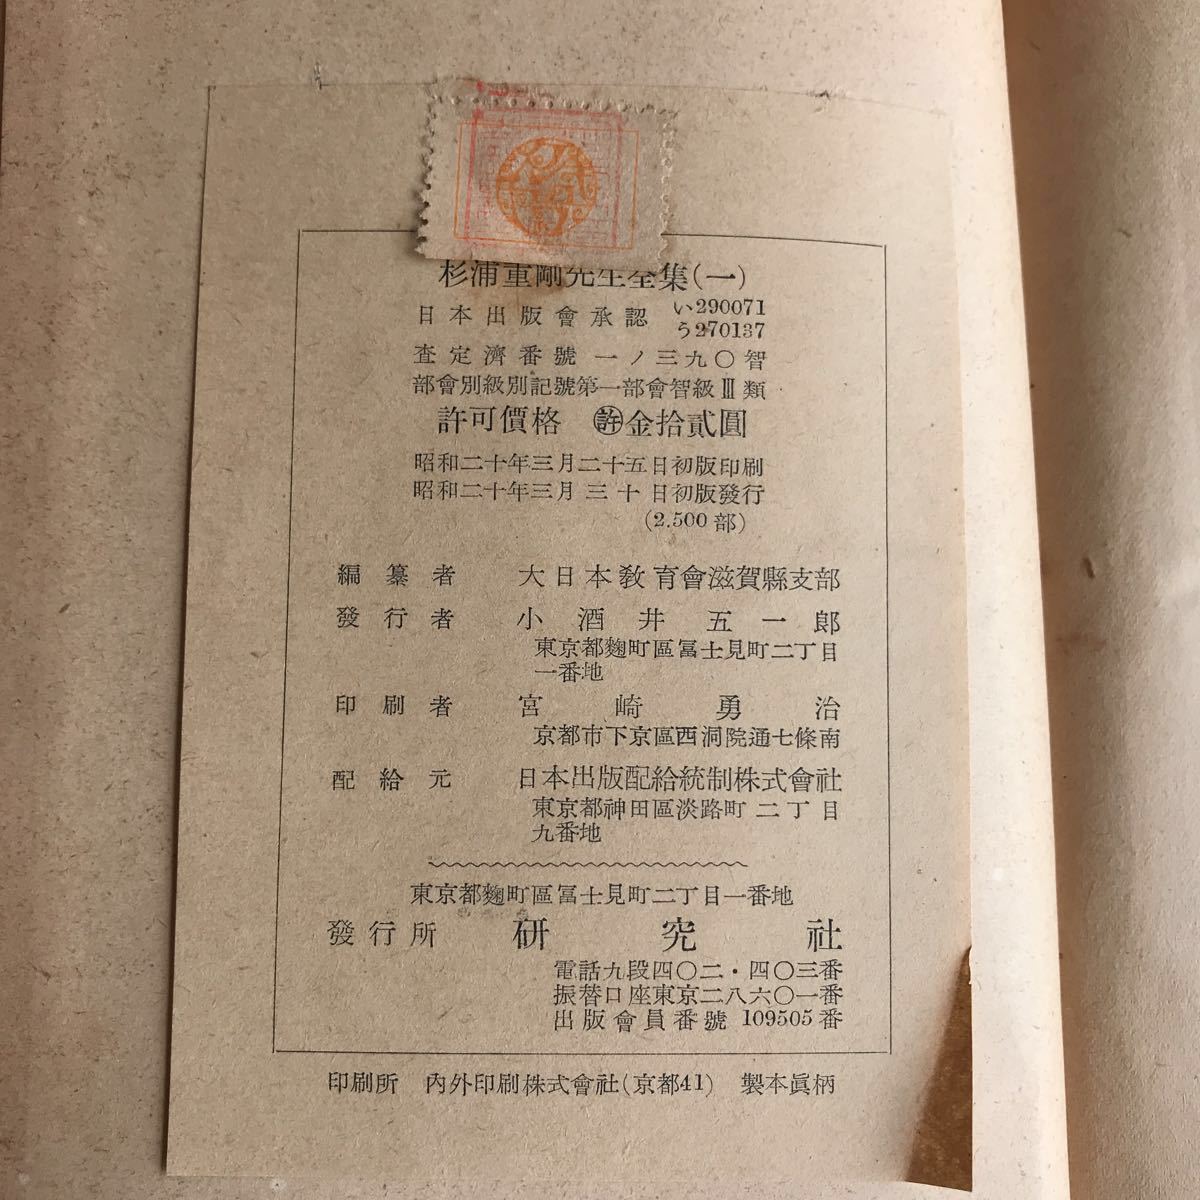 杉浦重剛先生全集(一)
日本出版會承認 い290071
う270137
査定濟番號 一ノ三九〇智
部會別級別記號第一部會智級Ⅲ類
許可價格 ㊕金拾貳圓
昭和二十年三月二十五日初版印刷
昭和二十年三月三十日初版發行
(2.500部)
編纂者 大日本教育會滋賀縣支部
發行者 小酒井五一郎
東京都麴町區冨士見町二丁目
一番地
印刷者 宮崎勇治
京都市下京區西洞院通七條南
配給元 日本出版配給統制株式會社
東京都神田區淡路町二丁目
九番地
東京都麴町區冨士見町二丁目一番地
發行所 研究社
電話九段四〇二・四〇三番
振替口座東京二八六〇一番
出版會員番號 109505番
印刷所 內外印刷株式會社(京都41) 製本眞柄